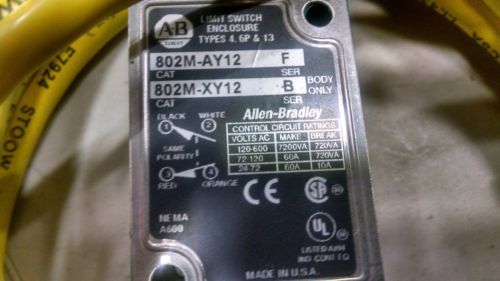 A-B
QUALITY
LIMIT SWITCH
ENCLOSURE
TYPES 4, 6P & 13
802M-AY12 F
CAT SER
802M-XY12 B BODY ONLY
CAT SER
BLACK WHITE
1 2
SAME
POLARITY
3 4
RED ORANGE
Allen-Bradley
CONTROL CIRCUIT RATINGS
VOLTS AC MAKE BREAK
120-600 7200VA 720VA
72-120 60A 720VA
24-72 60A 10A
CE
SA
NEMA
A600
UL
LISTED
IND CONT EQ
MADE IN U.S.A.
E1924
STOOW